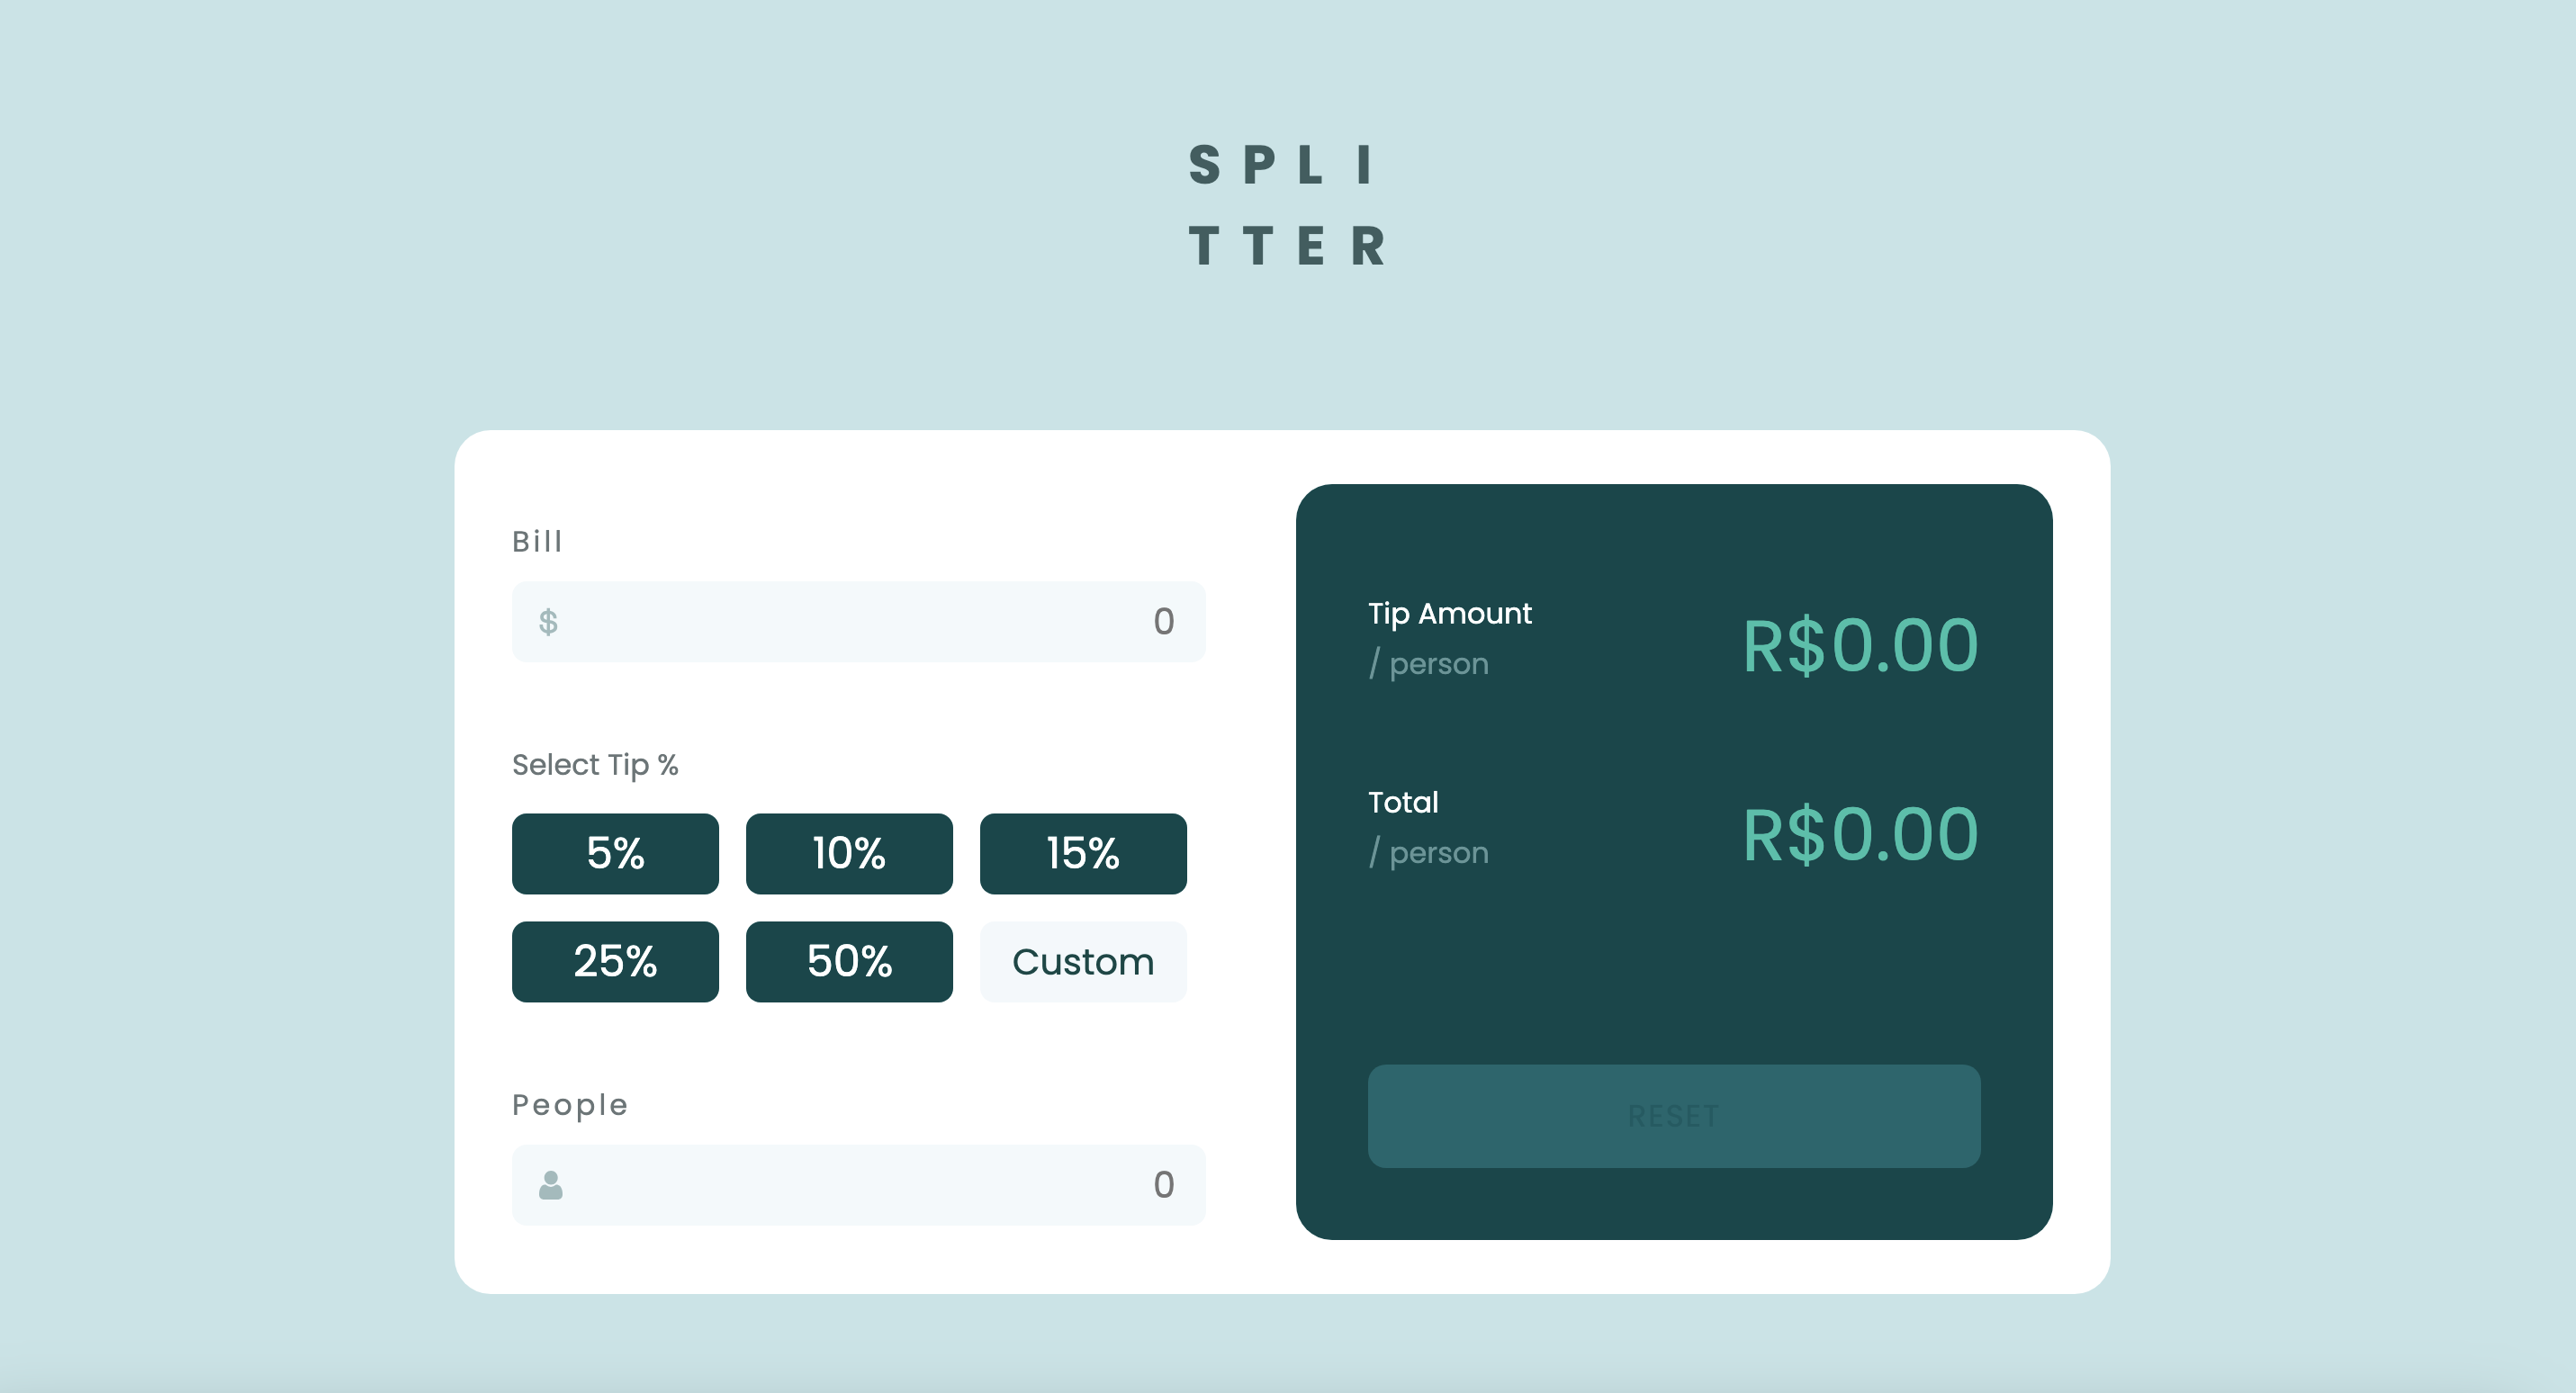 S P L I
T T E R
Bill
$ 0
Select Tip %
5% 10% 15%
25% 50% Custom
People
0
Tip Amount
/ person
R$0.00
Total
/ person
R$0.00
RESET